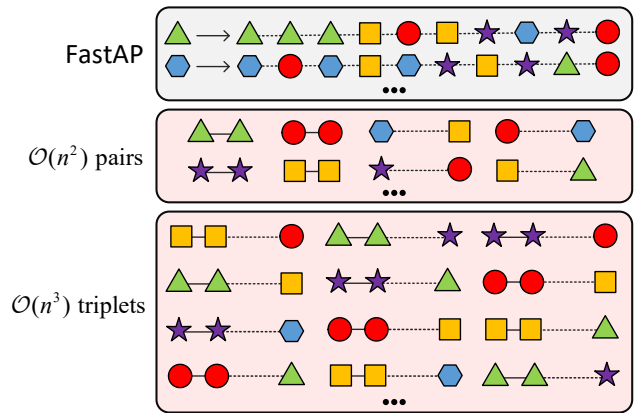 FastAP
•••
𝒪(n²) pairs
•••
𝒪(n³) triplets
•••